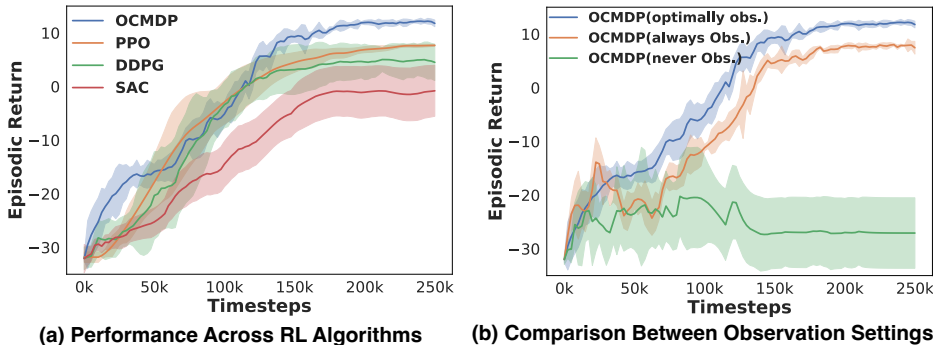 OCMDP
PPO
DDPG
SAC
10
0
−10
−20
−30
Episodic Return
0k 50k 100k 150k 200k 250k
Timesteps
(a) Performance Across RL Algorithms
OCMDP(optimally obs.)
OCMDP(always Obs.)
OCMDP(never Obs.)
10
0
−10
−20
−30
Episodic Return
0k 50k 100k 150k 200k 250k
Timesteps
(b) Comparison Between Observation Settings